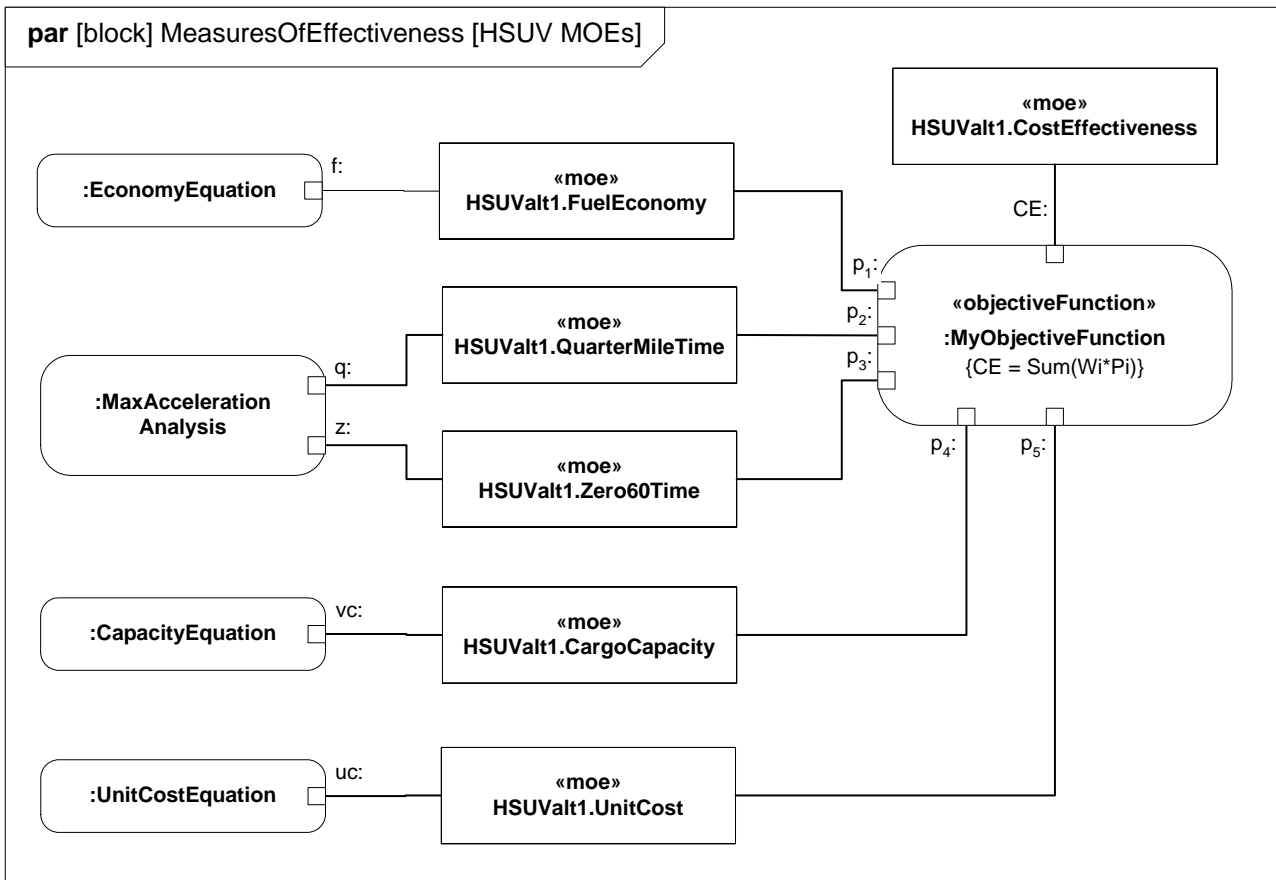 par [block] MeasuresOfEffectiveness [HSUV MOEs]
«moe»
HSUValt1.CostEffectiveness
CE:
:EconomyEquation
f:
«moe»
HSUValt1.FuelEconomy
p1:
p2:
p3:
«objectiveFunction»
:MyObjectiveFunction
{CE = Sum(Wi*Pi)}
p4:
p5:
:MaxAcceleration
Analysis
q:
z:
«moe»
HSUValt1.QuarterMileTime
«moe»
HSUValt1.Zero60Time
:CapacityEquation
vc:
«moe»
HSUValt1.CargoCapacity
:UnitCostEquation
uc:
«moe»
HSUValt1.UnitCost